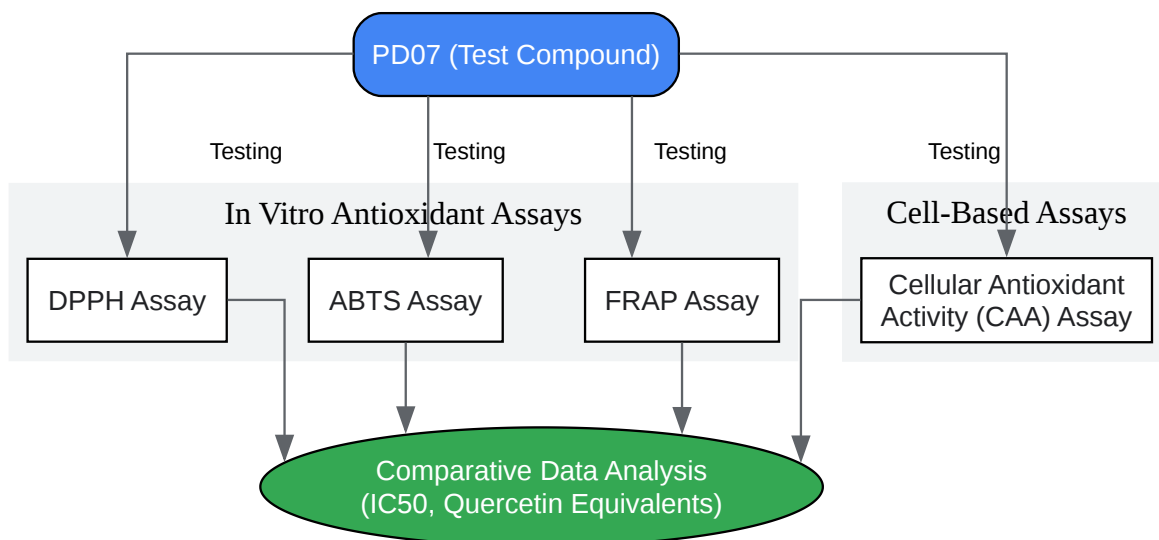 PD07 (Test Compound)
Testing
Testing
Testing
Testing
In Vitro Antioxidant Assays
Cell-Based Assays
DPPH Assay
ABTS Assay
FRAP Assay
Cellular Antioxidant
Activity (CAA) Assay
Comparative Data Analysis
(IC50, Quercetin Equivalents)